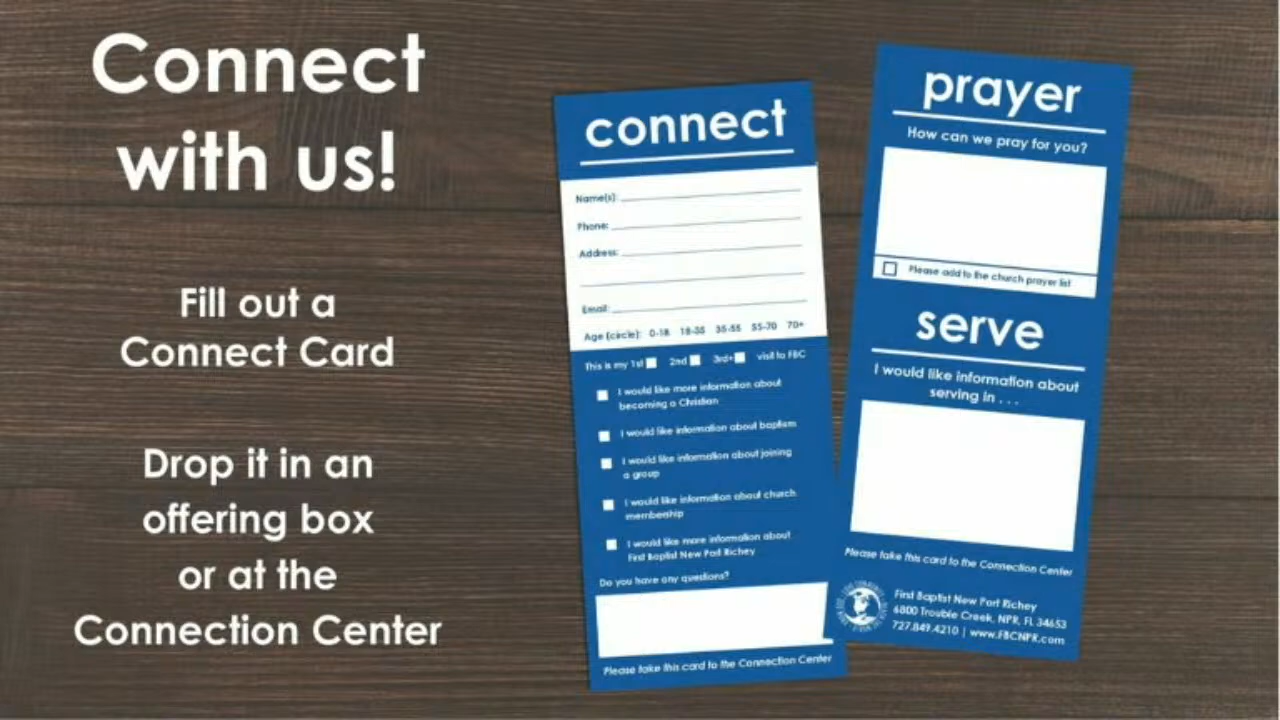 Connect
with us!
Fill out a
Connect Card
Drop it in an
offering box
or at the
Connection Center
connect
Name(s):
Phone:
Address:
Email:
Age (circle): 0-18 18-35 35-55 55-70 70+
This is my 1st 2nd 3rd+ visit to FBC
I would like more information about
becoming a Christian
I would like information about baptism
I would like information about joining
a group
I would like information about church
membership
I would like more information about
First Baptist New Port Richey
Do you have any questions?
Please take this card to the Connection Center
prayer
How can we pray for you?
Please add to the church prayer list
serve
I would like information about
serving in . . .
Please take this card to the Connection Center
First Baptist New Port Richey
6800 Trouble Creek, NPR, FL 34653
727.849.4210 | www.FBCNPR.com